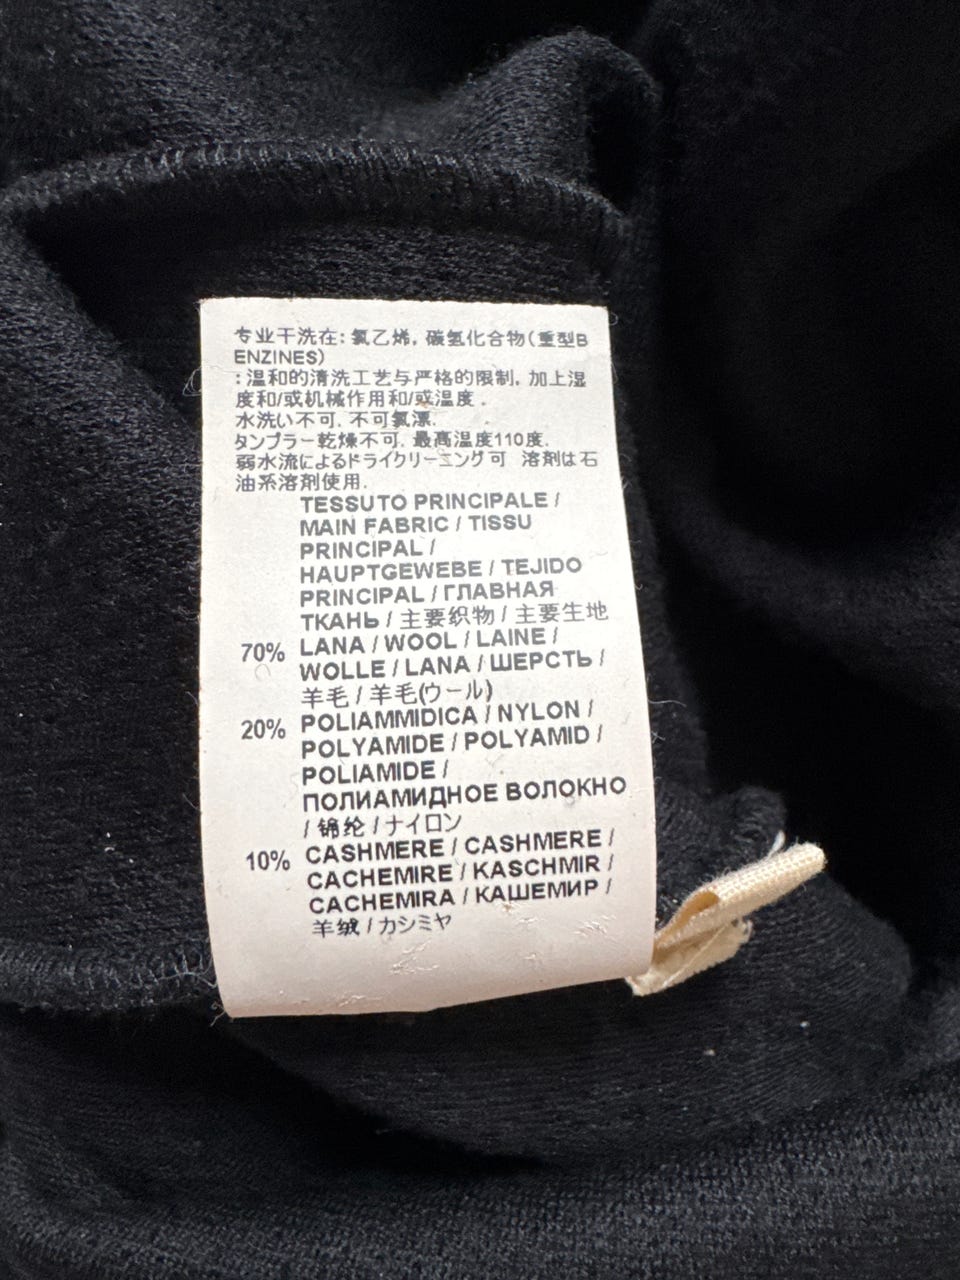 专业干洗在: 氯乙烯, 碳氢化合物(重型B
ENZINES)
: 温和的清洗工艺与严格的限制, 加上湿
度和/或机械作用和/或温度 .
水洗い不可. 不可氯漂.
タンブラー乾燥不可. 最高温度110度.
弱水流によるドライクリーニング可 溶剤は石
油系溶剤使用.
TESSUTO PRINCIPALE /
MAIN FABRIC / TISSU
PRINCIPAL /
HAUPTGEWEBE / TEJIDO
PRINCIPAL / ГЛАВНАЯ
ТКАНЬ / 主要织物 / 主要生地
70% LANA / WOOL / LAINE /
WOLLE / LANA / ШЕРСТЬ /
羊毛 / 羊毛(ウール)
20% POLIAMMIDICA / NYLON /
POLYAMIDE / POLYAMID /
POLIAMIDE /
ПОЛИАМИДНОЕ ВОЛОКНО
/ 锦纶 / ナイロン
10% CASHMERE / CASHMERE /
CACHEMIRE / KASCHMIR /
CACHEMIRA / КАШЕМИР /
羊绒 / カシミヤ